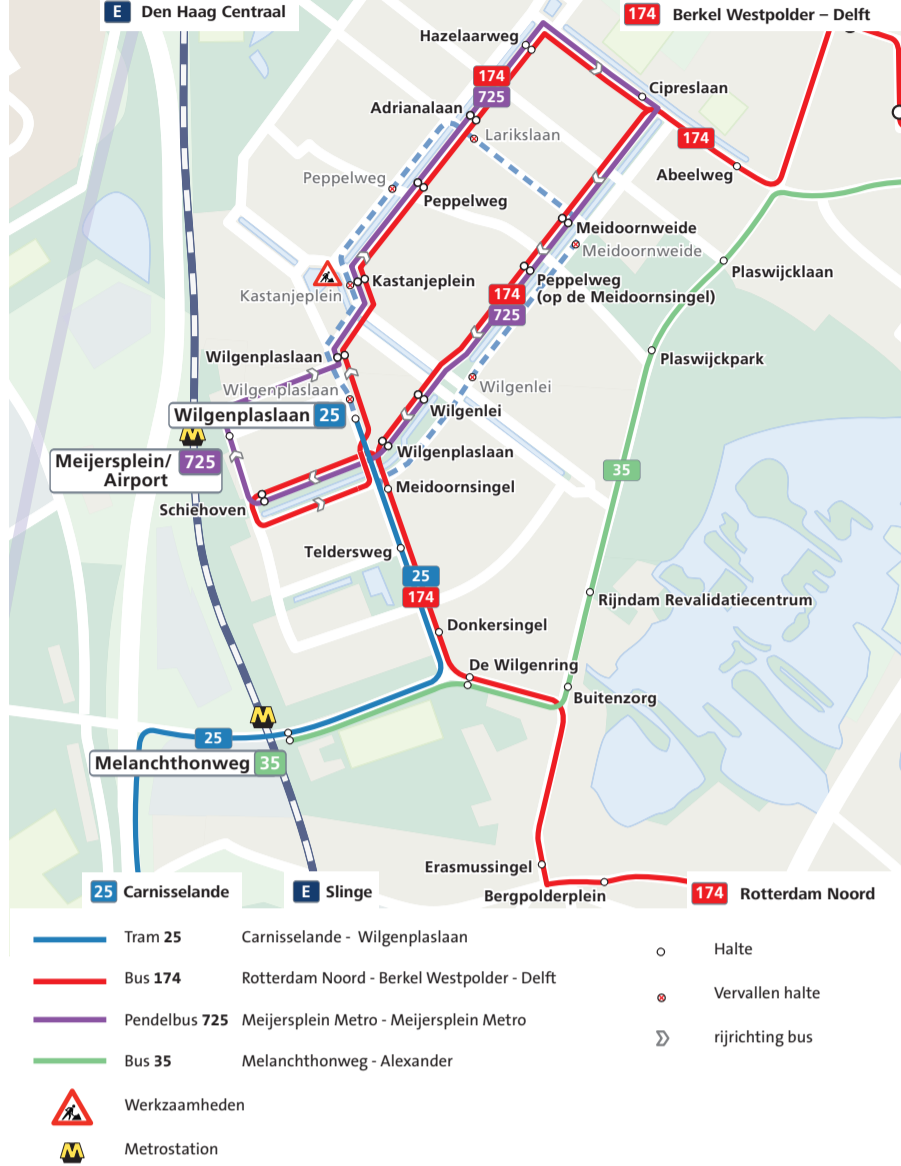 E Den Haag Centraal
174 Berkel Westpolder – Delft
Hazelaarweg
174
725
Cipreslaan
Adrianalaan
Larikslaan
174
Abeelweg
Peppelweg
Peppelweg
Meidoornweide
Meidoornweide
Plaswijcklaan
Kastanjeplein
Kastanjeplein
Peppelweg
(op de Meidoornsingel)
174
725
Wilgenplaslaan
Plaswijckpark
Wilgenplaslaan
Wilgenlei
Wilgenplaslaan 25
Wilgenlei
M
Wilgenplaslaan
Meijersplein/
Airport
725
35
Meidoornsingel
Schiehoven
Teldersweg
25
174
Rijndam Revalidatiecentrum
Donkersingel
De Wilgenring
Buitenzorg
M
25
Melanchthonweg 35
Erasmussingel
Bergpolderplein
25 Carnisselande
E Slinge
174 Rotterdam Noord
Tram 25 Carnisselande - Wilgenplaslaan
Halte
Bus 174 Rotterdam Noord - Berkel Westpolder - Delft
Vervallen halte
Pendelbus 725 Meijersplein Metro - Meijersplein Metro
rijrichting bus
Bus 35 Melanchthonweg - Alexander
Werkzaamheden
M Metrostation